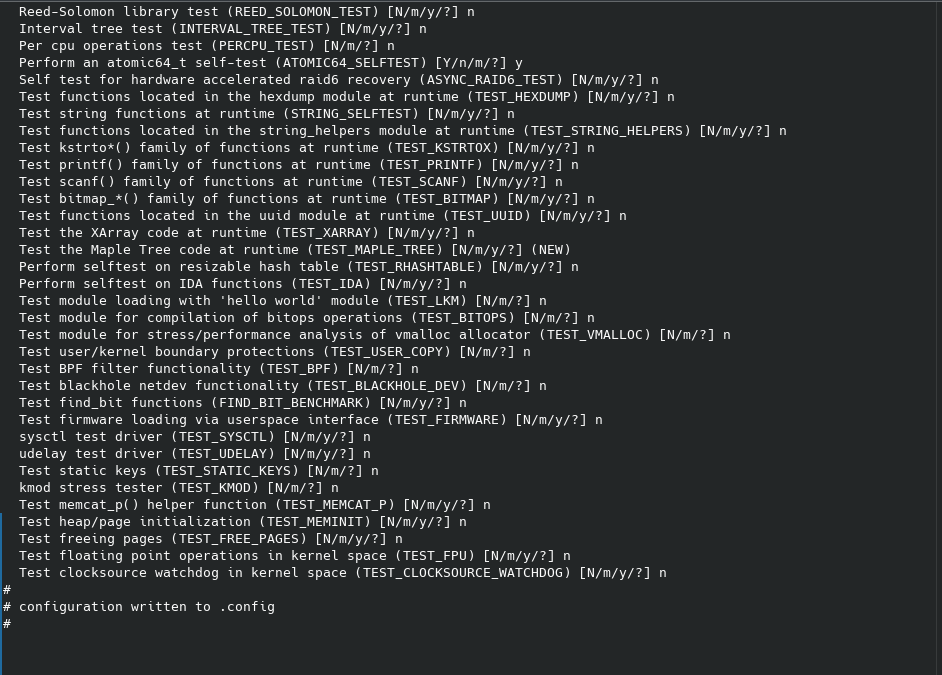 Reed-Solomon library test (REED_SOLOMON_TEST) [N/m/y/?] n
Interval tree test (INTERVAL_TREE_TEST) [N/m/y/?] n
Per cpu operations test (PERCPU_TEST) [N/m/?] n
Perform an atomic64_t self-test (ATOMIC64_SELFTEST) [Y/n/m/?] y
Self test for hardware accelerated raid6 recovery (ASYNC_RAID6_TEST) [N/m/y/?] n
Test functions located in the hexdump module at runtime (TEST_HEXDUMP) [N/m/y/?] n
Test string functions at runtime (STRING_SELFTEST) [N/m/y/?] n
Test functions located in the string_helpers module at runtime (TEST_STRING_HELPERS) [N/m/y/?] n
Test kstrto*() family of functions at runtime (TEST_KSTRTOX) [N/m/y/?] n
Test printf() family of functions at runtime (TEST_PRINTF) [N/m/y/?] n
Test scanf() family of functions at runtime (TEST_SCANF) [N/m/y/?] n
Test bitmap_*() family of functions at runtime (TEST_BITMAP) [N/m/y/?] n
Test functions located in the uuid module at runtime (TEST_UUID) [N/m/y/?] n
Test the XArray code at runtime (TEST_XARRAY) [N/m/y/?] n
Test the Maple Tree code at runtime (TEST_MAPLE_TREE) [N/m/y/?] (NEW)
Perform selftest on resizable hash table (TEST_RHASHTABLE) [N/m/y/?] n
Perform selftest on IDA functions (TEST_IDA) [N/m/y/?] n
Test module loading with 'hello world' module (TEST_LKM) [N/m/?] n
Test module for compilation of bitops operations (TEST_BITOPS) [N/m/?] n
Test module for stress/performance analysis of vmalloc allocator (TEST_VMALLOC) [N/m/?] n
Test user/kernel boundary protections (TEST_USER_COPY) [N/m/?] n
Test BPF filter functionality (TEST_BPF) [N/m/?] n
Test blackhole netdev functionality (TEST_BLACKHOLE_DEV) [N/m/?] n
Test find_bit functions (FIND_BIT_BENCHMARK) [N/m/y/?] n
Test firmware loading via userspace interface (TEST_FIRMWARE) [N/m/y/?] n
sysctl test driver (TEST_SYSCTL) [N/m/y/?] n
udelay test driver (TEST_UDELAY) [N/m/y/?] n
Test static keys (TEST_STATIC_KEYS) [N/m/?] n
kmod stress tester (TEST_KMOD) [N/m/?] n
Test memcat_p() helper function (TEST_MEMCAT_P) [N/m/y/?] n
Test heap/page initialization (TEST_MEMINIT) [N/m/y/?] n
Test freeing pages (TEST_FREE_PAGES) [N/m/y/?] n
Test floating point operations in kernel space (TEST_FPU) [N/m/y/?] n
Test clocksource watchdog in kernel space (TEST_CLOCKSOURCE_WATCHDOG) [N/m/y/?] n
#
# configuration written to .config
#